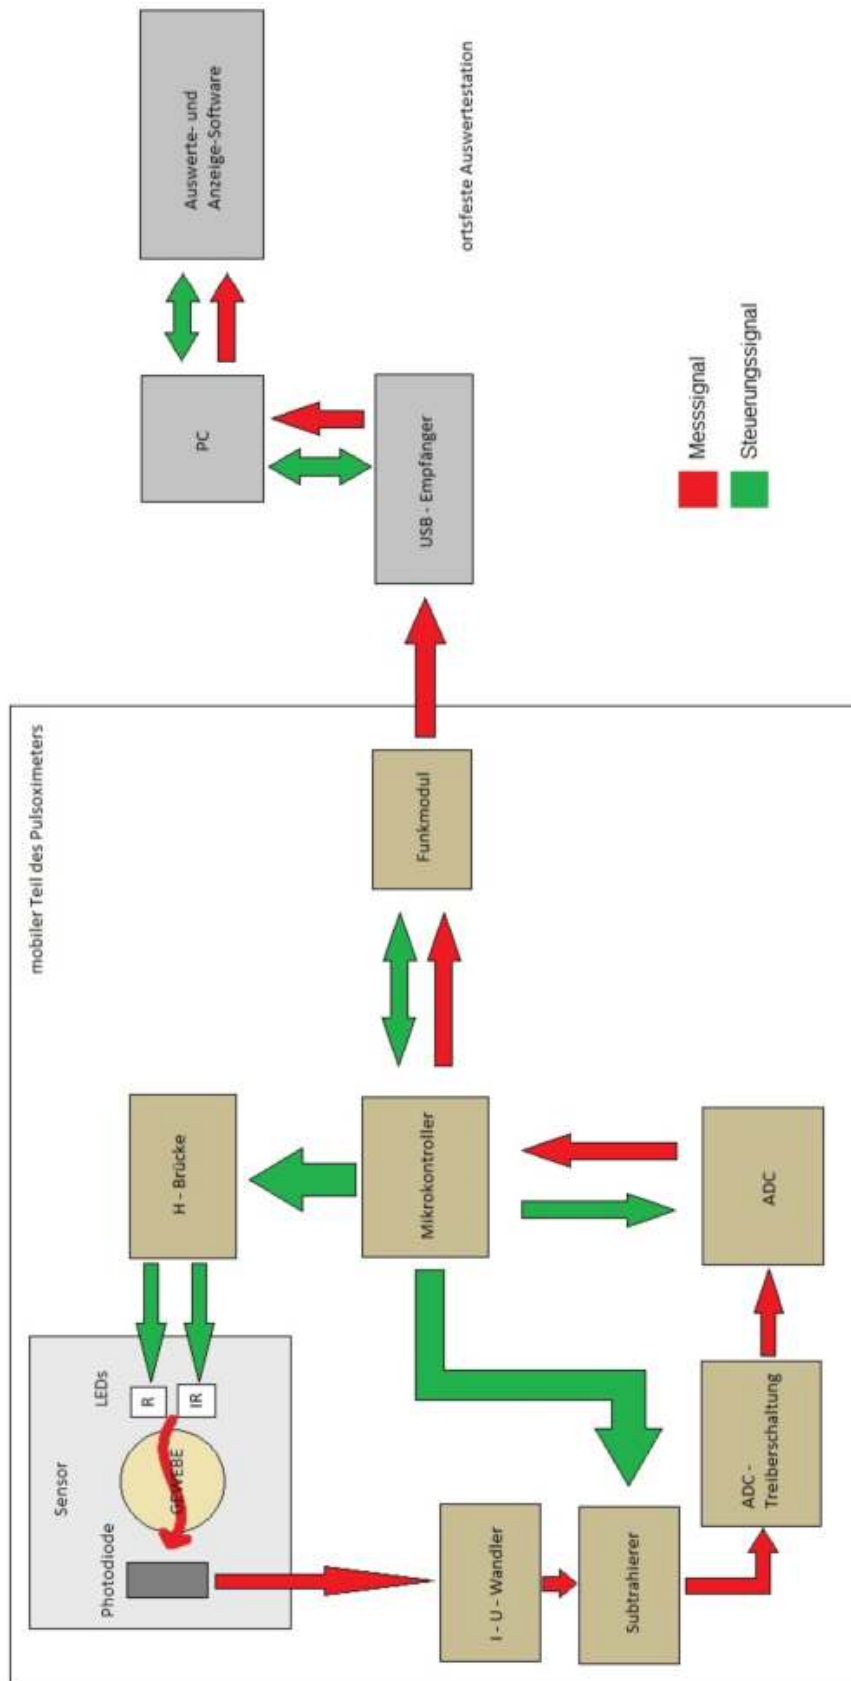 mobiler Teil des Pulsoximeters
Sensor
Photodiode
GEWEBE
LEDs
R
IR
H - Brücke
I - U - Wandler
Subtrahierer
ADC -
Treiberschaltung
ADC
Mikrokontroller
Funkmodul
USB - Empfänger
PC
Auswerte- und
Anzeige-Software
ortsfeste Auswertestation
Messsignal
Steuerungssignal